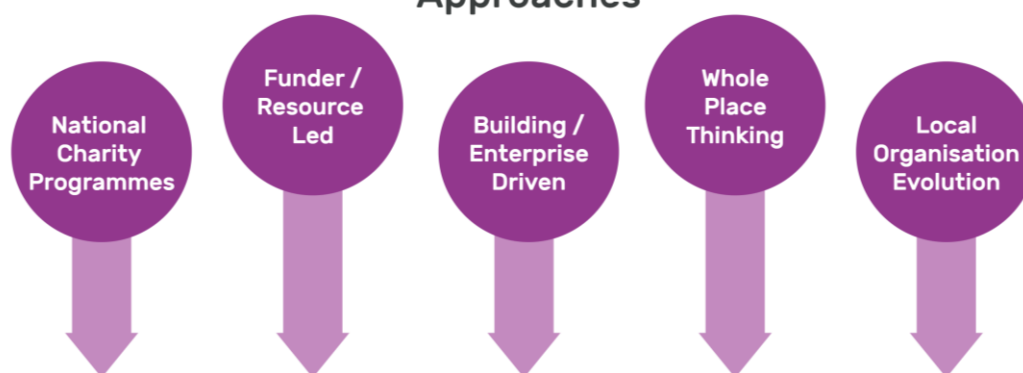 Approaches
National
Charity
Programmes
Funder /
Resource
Led
Building /
Enterprise
Driven
Whole
Place
Thinking
Local
Organisation
Evolution